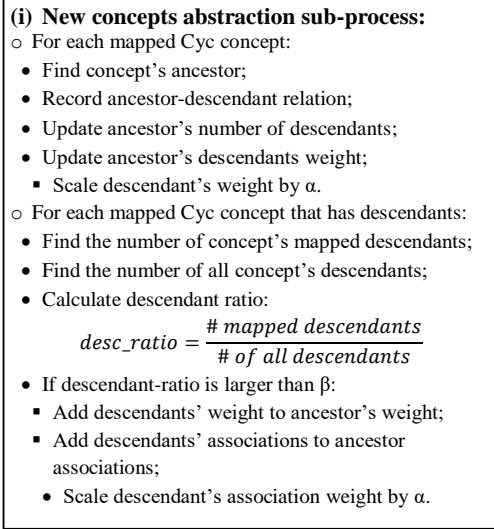 (i) New concepts abstraction sub-process:
○ For each mapped Cyc concept:
• Find concept's ancestor;
• Record ancestor-descendant relation;
• Update ancestor's number of descendants;
• Update ancestor's descendants weight;
▪ Scale descendant's weight by α.
○ For each mapped Cyc concept that has descendants:
• Find the number of concept's mapped descendants;
• Find the number of all concept's descendants;
• Calculate descendant ratio:
desc_ratio = # mapped descendants / # of all descendants
• If descendant-ratio is larger than β:
▪ Add descendants' weight to ancestor's weight;
▪ Add descendants' associations to ancestor
associations;
• Scale descendant's association weight by α.